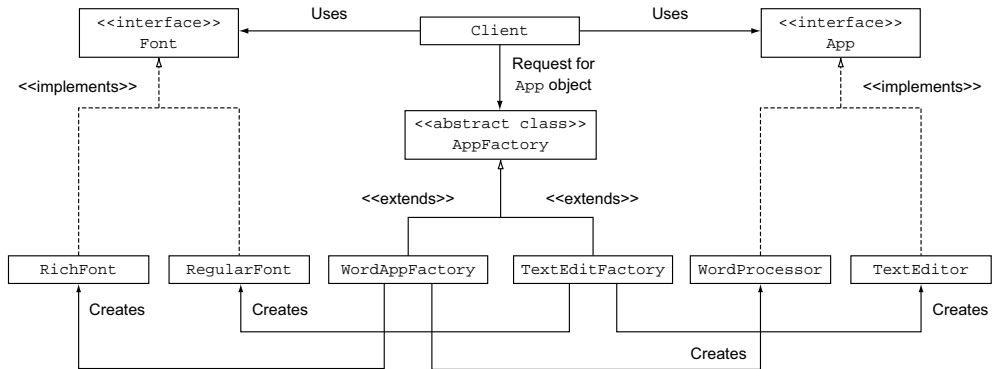 <<interface>>
Font
Uses
Client
Uses
<<interface>>
App
<<implements>>
Request for
App object
<<implements>>
<<abstract class>>
AppFactory
<<extends>>
<<extends>>
RichFont
RegularFont
WordAppFactory
TextEditFactory
WordProcessor
TextEditor
Creates
Creates
Creates
Creates